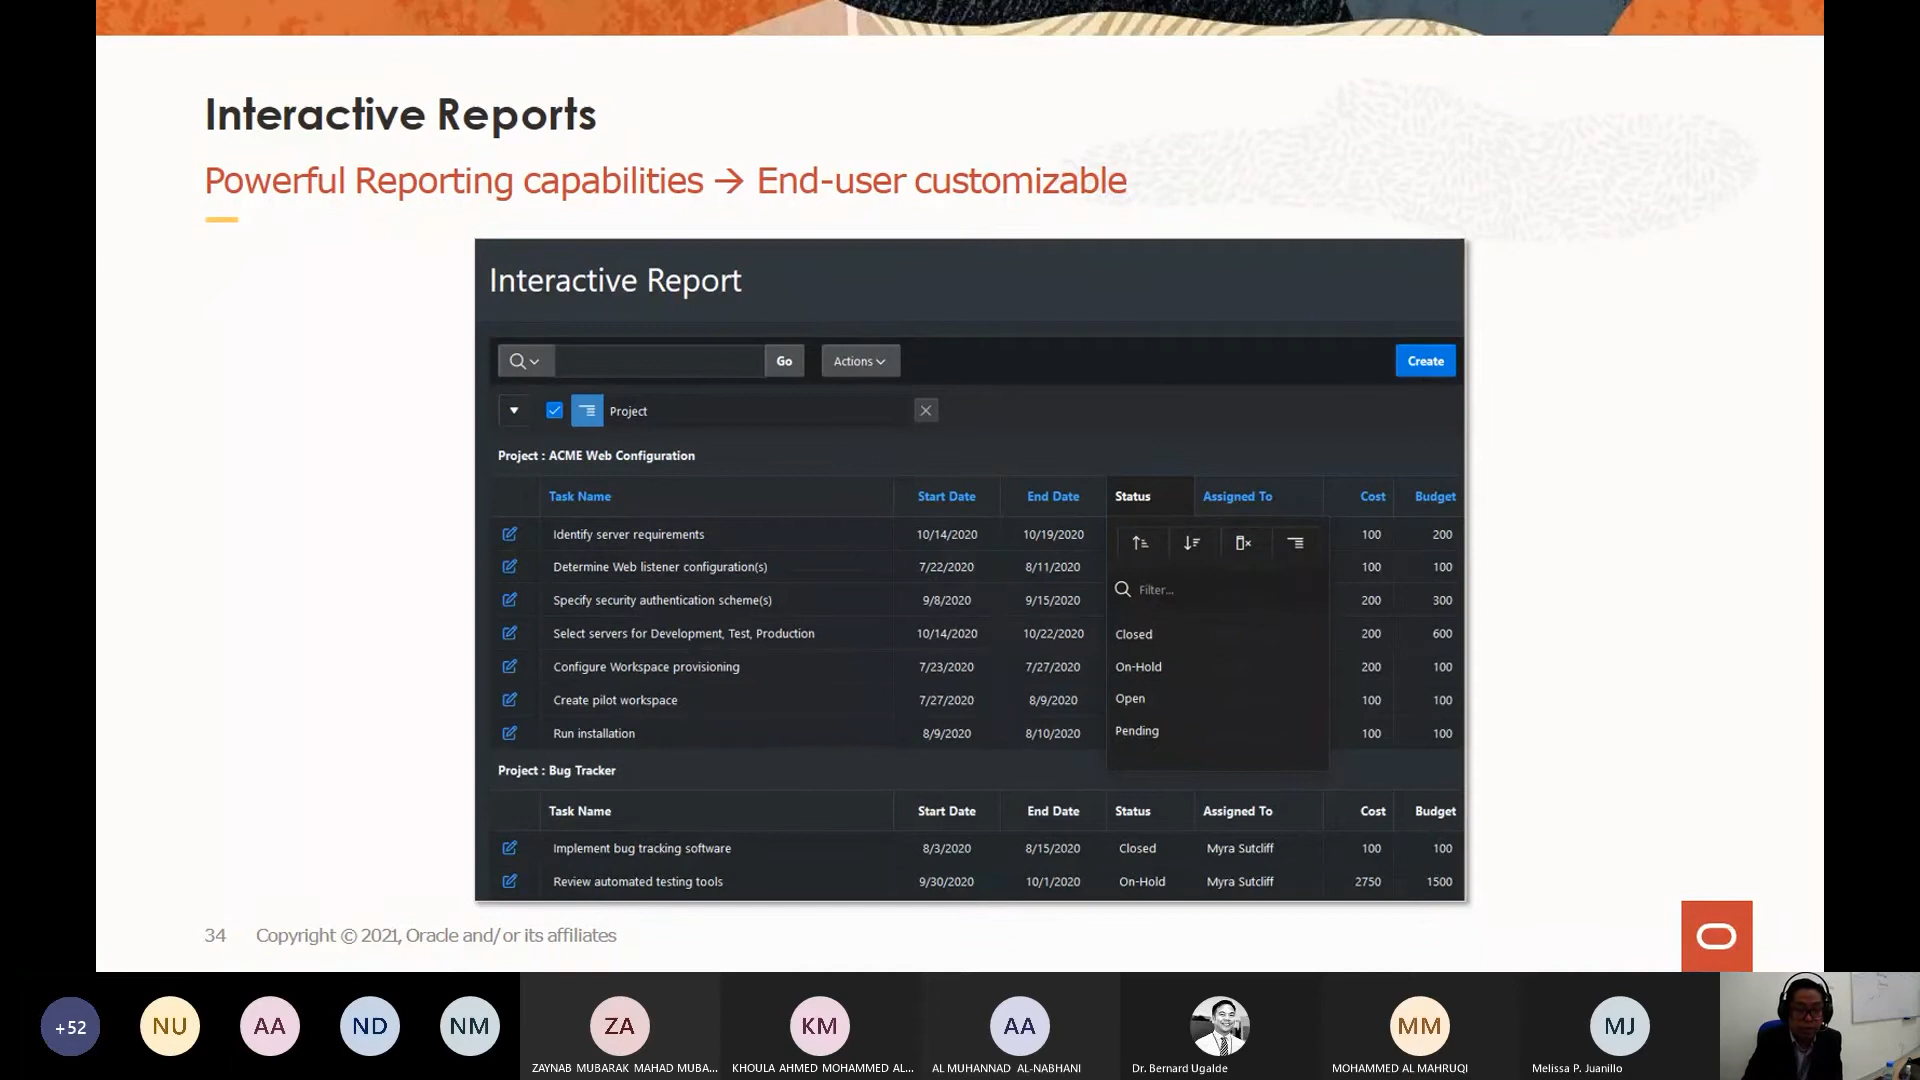 Interactive Reports
Powerful Reporting capabilities → End-user customizable
Interactive Report
Go Actions Create
Project
Project : ACME Web Configuration
Task Name Start Date End Date Status Assigned To Cost Budget
Identify server requirements 10/14/2020 10/19/2020 100 200
Determine Web listener configuration(s) 7/22/2020 8/11/2020 100 100
Filter...
Specify security authentication scheme(s) 9/8/2020 9/15/2020 200 300
Select servers for Development, Test, Production 10/14/2020 10/22/2020 Closed 200 600
Configure Workspace provisioning 7/23/2020 7/27/2020 On-Hold 200 100
Create pilot workspace 7/27/2020 8/9/2020 Open 100 100
Run installation 8/9/2020 8/10/2020 Pending 100 100
Project : Bug Tracker
Task Name Start Date End Date Status Assigned To Cost Budget
Implement bug tracking software 8/3/2020 8/15/2020 Closed Myra Sutcliff 100 100
Review automated testing tools 9/30/2020 10/1/2020 On-Hold Myra Sutcliff 2750 1500
34 Copyright © 2021, Oracle and/or its affiliates
+52 NU AA ND NM ZA KM AA MM MJ
ZAYNAB MUBARAK MAHAD MUBA... KHOULA AHMED MOHAMMED AL... AL MUHANNAD AL-NABHANI Dr. Bernard Ugalde MOHAMMED AL MAHRUQI Melissa P. Juanillo